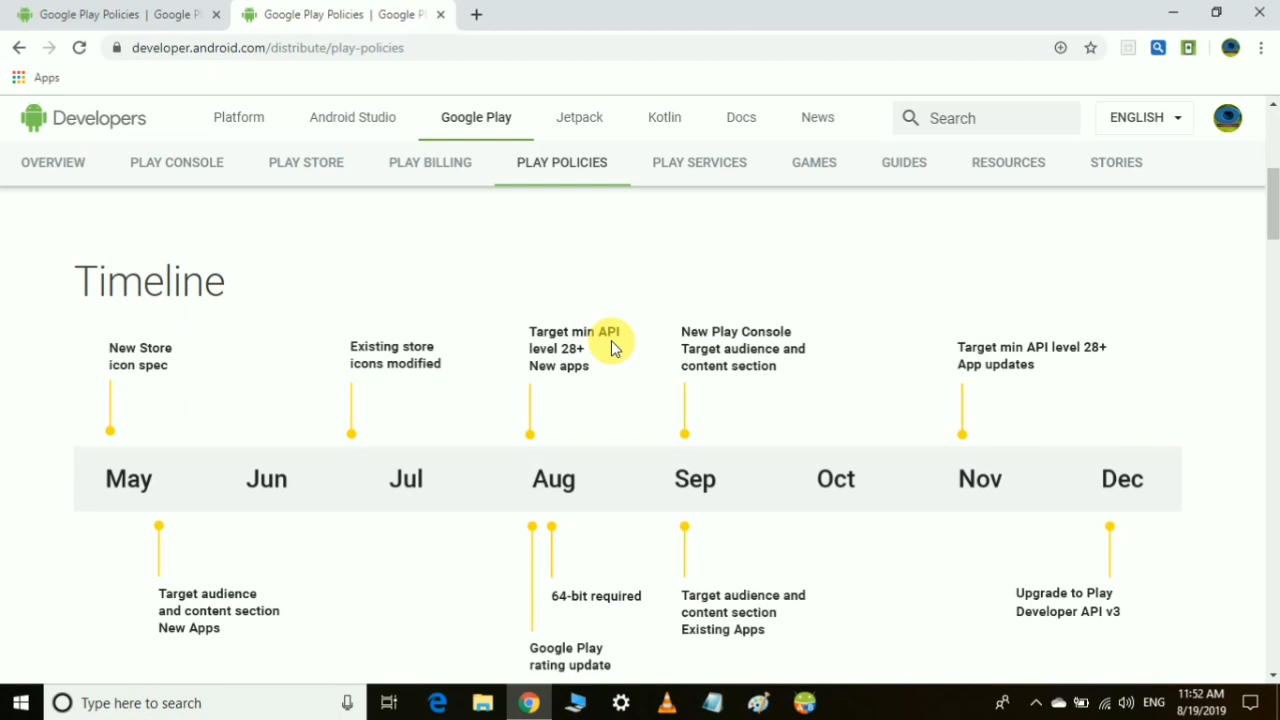 Google Play Policies | Google Pl
Google Play Policies | Google Pl
developer.android.com/distribute/play-policies
Apps
Developers
Platform
Android Studio
Google Play
Jetpack
Kotlin
Docs
News
Search
ENGLISH
OVERVIEW
PLAY CONSOLE
PLAY STORE
PLAY BILLING
PLAY POLICIES
PLAY SERVICES
GAMES
GUIDES
RESOURCES
STORIES
Timeline
New Store
icon spec
Existing store
icons modified
Target min API
level 28+
New apps
New Play Console
Target audience and
content section
Target min API level 28+
App updates
May
Jun
Jul
Aug
Sep
Oct
Nov
Dec
Target audience
and content section
New Apps
64-bit required
Google Play
rating update
Target audience and
content section
Existing Apps
Upgrade to Play
Developer API v3
Type here to search
ENG
11:52 AM
8/19/2019